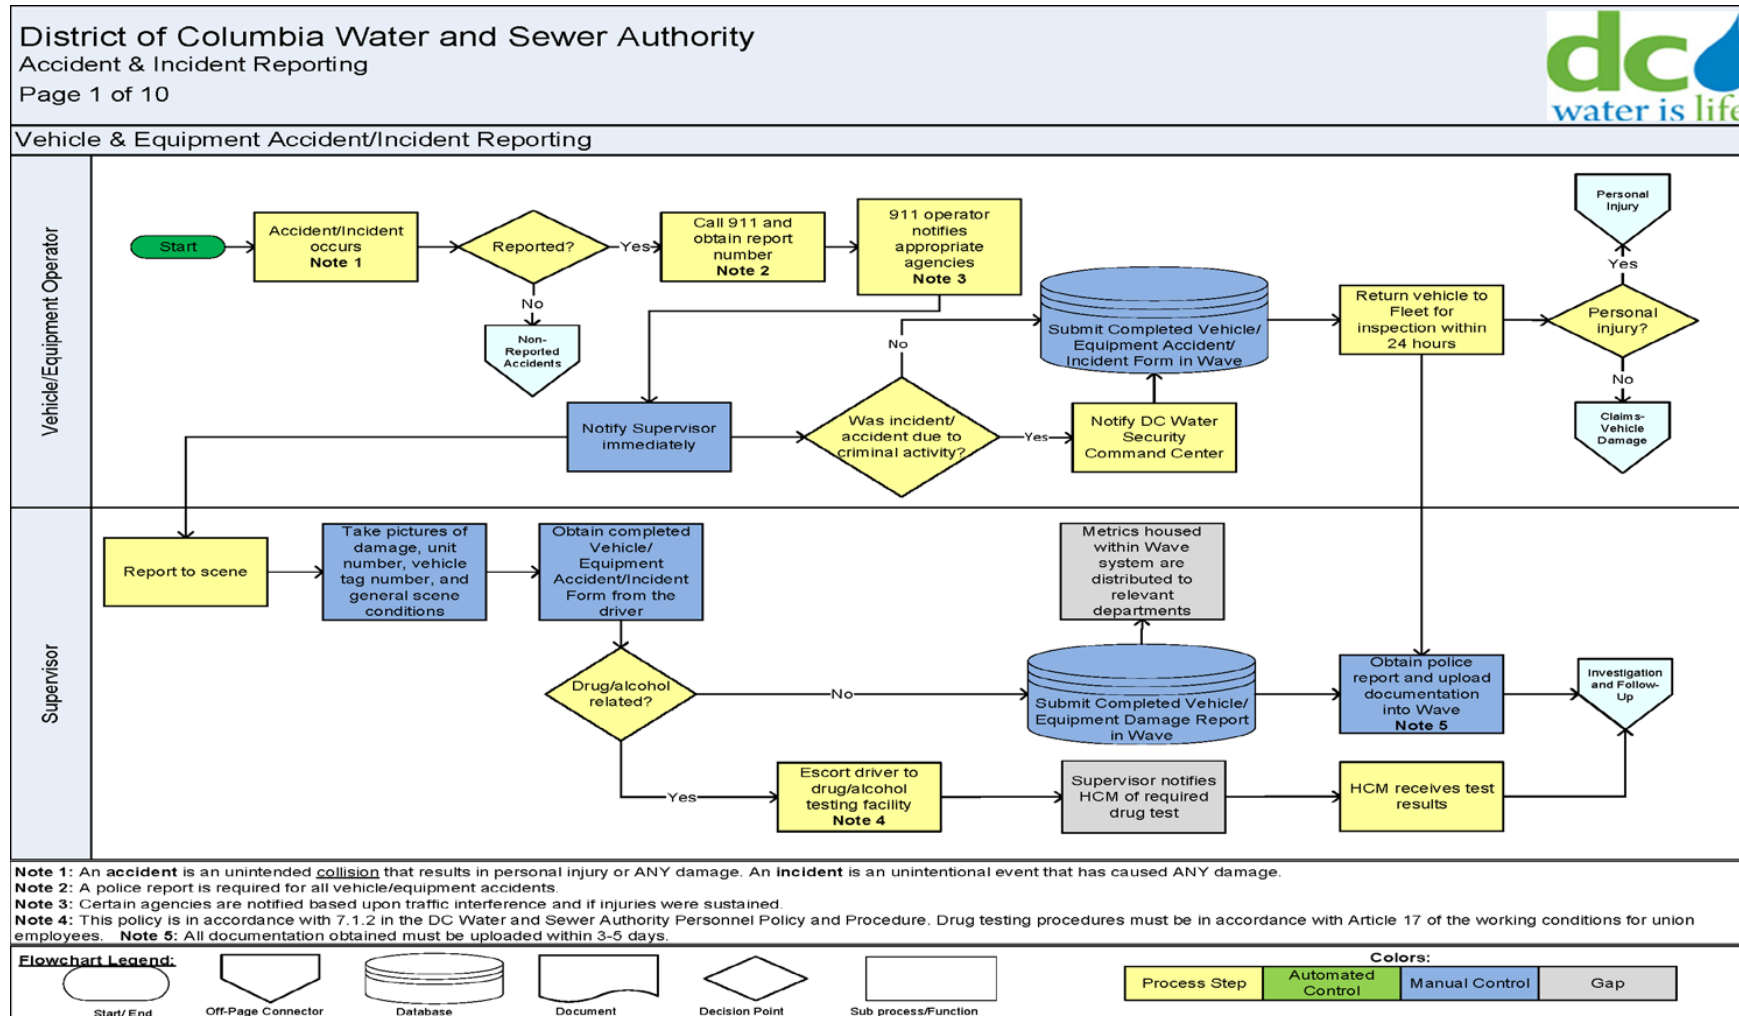 District of Columbia Water and Sewer Authority
Accident & Incident Reporting
Page 1 of 10
dc
water is life
Vehicle & Equipment Accident/Incident Reporting
Vehicle/Equipment Operator
Start
Accident/Incident
occurs
Note 1
Reported?
Yes
No
Non-
Reported
Accidents
Call 911 and
obtain report
number
Note 2
911 operator
notifies
appropriate
agencies
Note 3
Notify Supervisor
immediately
Was incident/
accident due to
criminal activity?
No
Yes
Notify DC Water
Security
Command Center
Submit Completed Vehicle/
Equipment Accident/
Incident Form in Wave
Return vehicle to
Fleet for
inspection within
24 hours
Personal
injury?
Yes
Personal
Injury
No
Claims-
Vehicle
Damage
Supervisor
Report to scene
Take pictures of
damage, unit
number, vehicle
tag number, and
general scene
conditions
Obtain completed
Vehicle/
Equipment
Accident/Incident
Form from the
driver
Drug/alcohol
related?
No
Yes
Submit Completed Vehicle/
Equipment Damage Report
in Wave
Metrics housed
within Wave
system are
distributed to
relevant
departments
Obtain police
report and upload
documentation
into Wave
Note 5
Investigation
and Follow-
Up
Escort driver to
drug/alcohol
testing facility
Note 4
Supervisor notifies
HCM of required
drug test
HCM receives test
results
Note 1: An accident is an unintended collision that results in personal injury or ANY damage. An incident is an unintentional event that has caused ANY damage.
Note 2: A police report is required for all vehicle/equipment accidents.
Note 3: Certain agencies are notified based upon traffic interference and if injuries were sustained.
Note 4: This policy is in accordance with 7.1.2 in the DC Water and Sewer Authority Personnel Policy and Procedure. Drug testing procedures must be in accordance with Article 17 of the working conditions for union
employees. Note 5: All documentation obtained must be uploaded within 3-5 days.
Flowchart Legend:
Start/ End
Off-Page Connector
Database
Document
Decision Point
Sub process/Function
Colors:
Process Step
Automated
Control
Manual Control
Gap